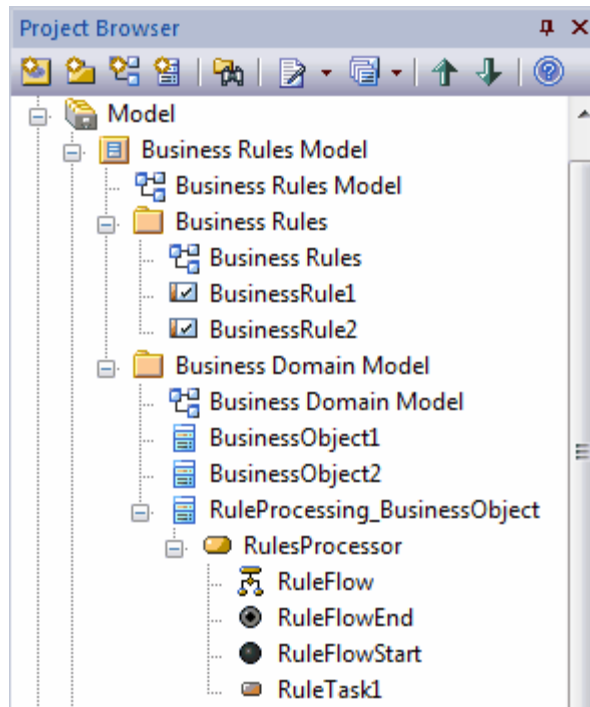 Project Browser
Model
Business Rules Model
Business Rules Model
Business Rules
Business Rules
BusinessRule1
BusinessRule2
Business Domain Model
Business Domain Model
BusinessObject1
BusinessObject2
RuleProcessing_BusinessObject
RulesProcessor
RuleFlow
RuleFlowEnd
RuleFlowStart
RuleTask1